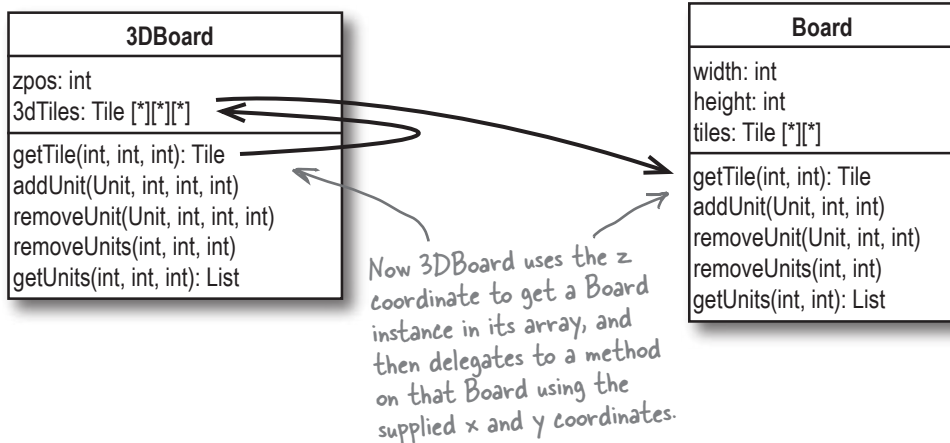 3DBoard
zpos: int
3dTiles: Tile [*][*][*]
getTile(int, int, int): Tile
addUnit(Unit, int, int, int)
removeUnit(Unit, int, int, int)
removeUnits(int, int, int)
getUnits(int, int, int): List
Board
width: int
height: int
tiles: Tile [*][*]
getTile(int, int): Tile
addUnit(Unit, int, int)
removeUnit(Unit, int, int)
removeUnits(int, int)
getUnits(int, int): List
Now 3DBoard uses the z
coordinate to get a Board
instance in its array, and
then delegates to a method
on that Board using the
supplied x and y coordinates.